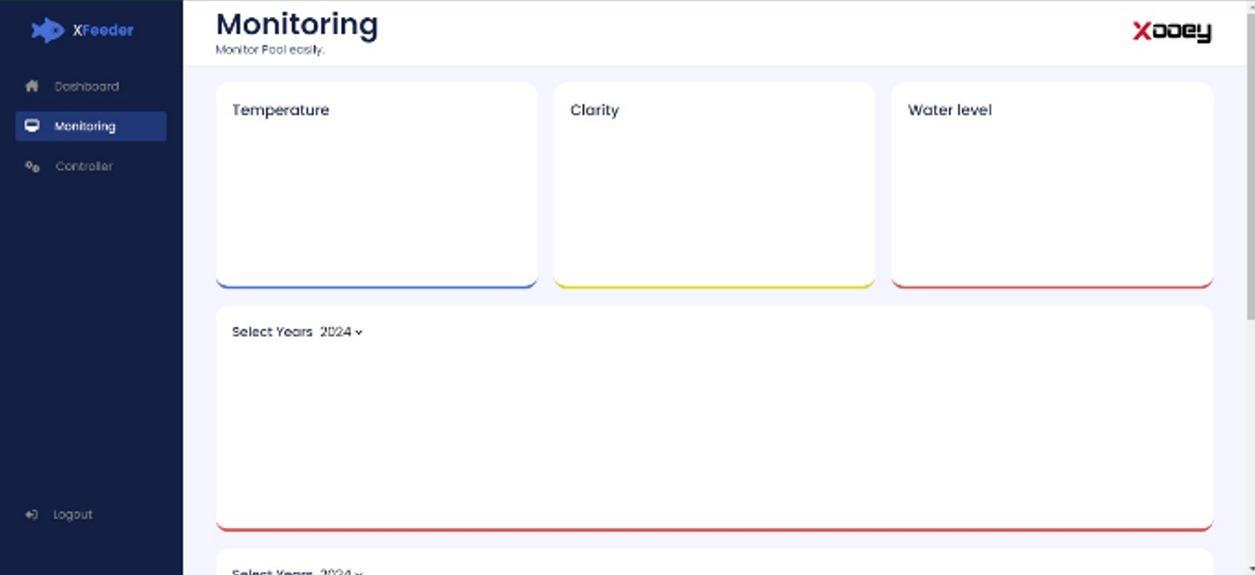 XFeeder
Dashboard
Monitoring
Controller
Logout
Monitoring
Monitor Pool easily.
Xooey
Temperature
Clarity
Water level
Select Years 2024
Select Years 2024